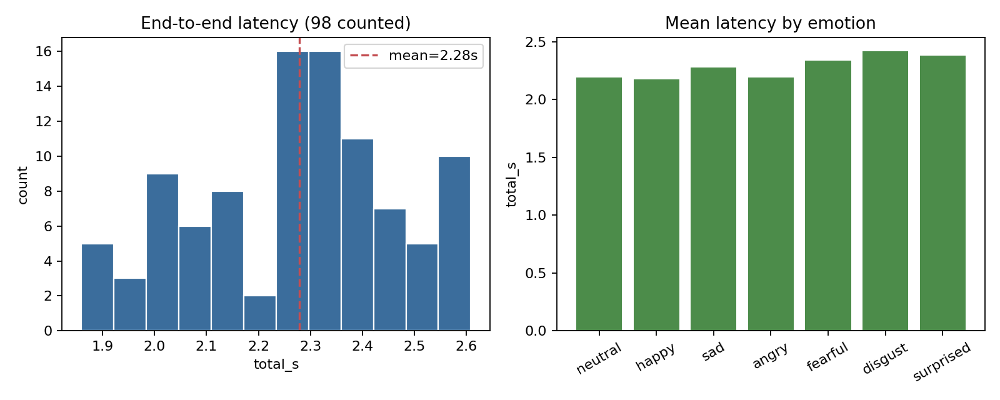 End-to-end latency (98 counted)
mean=2.28s
16
14
12
10
8
6
4
2
0
count
1.9 2.0 2.1 2.2 2.3 2.4 2.5 2.6
total_s
Mean latency by emotion
2.5
2.0
1.5
1.0
0.5
0.0
total_s
neutral happy sad angry fearful disgust surprised